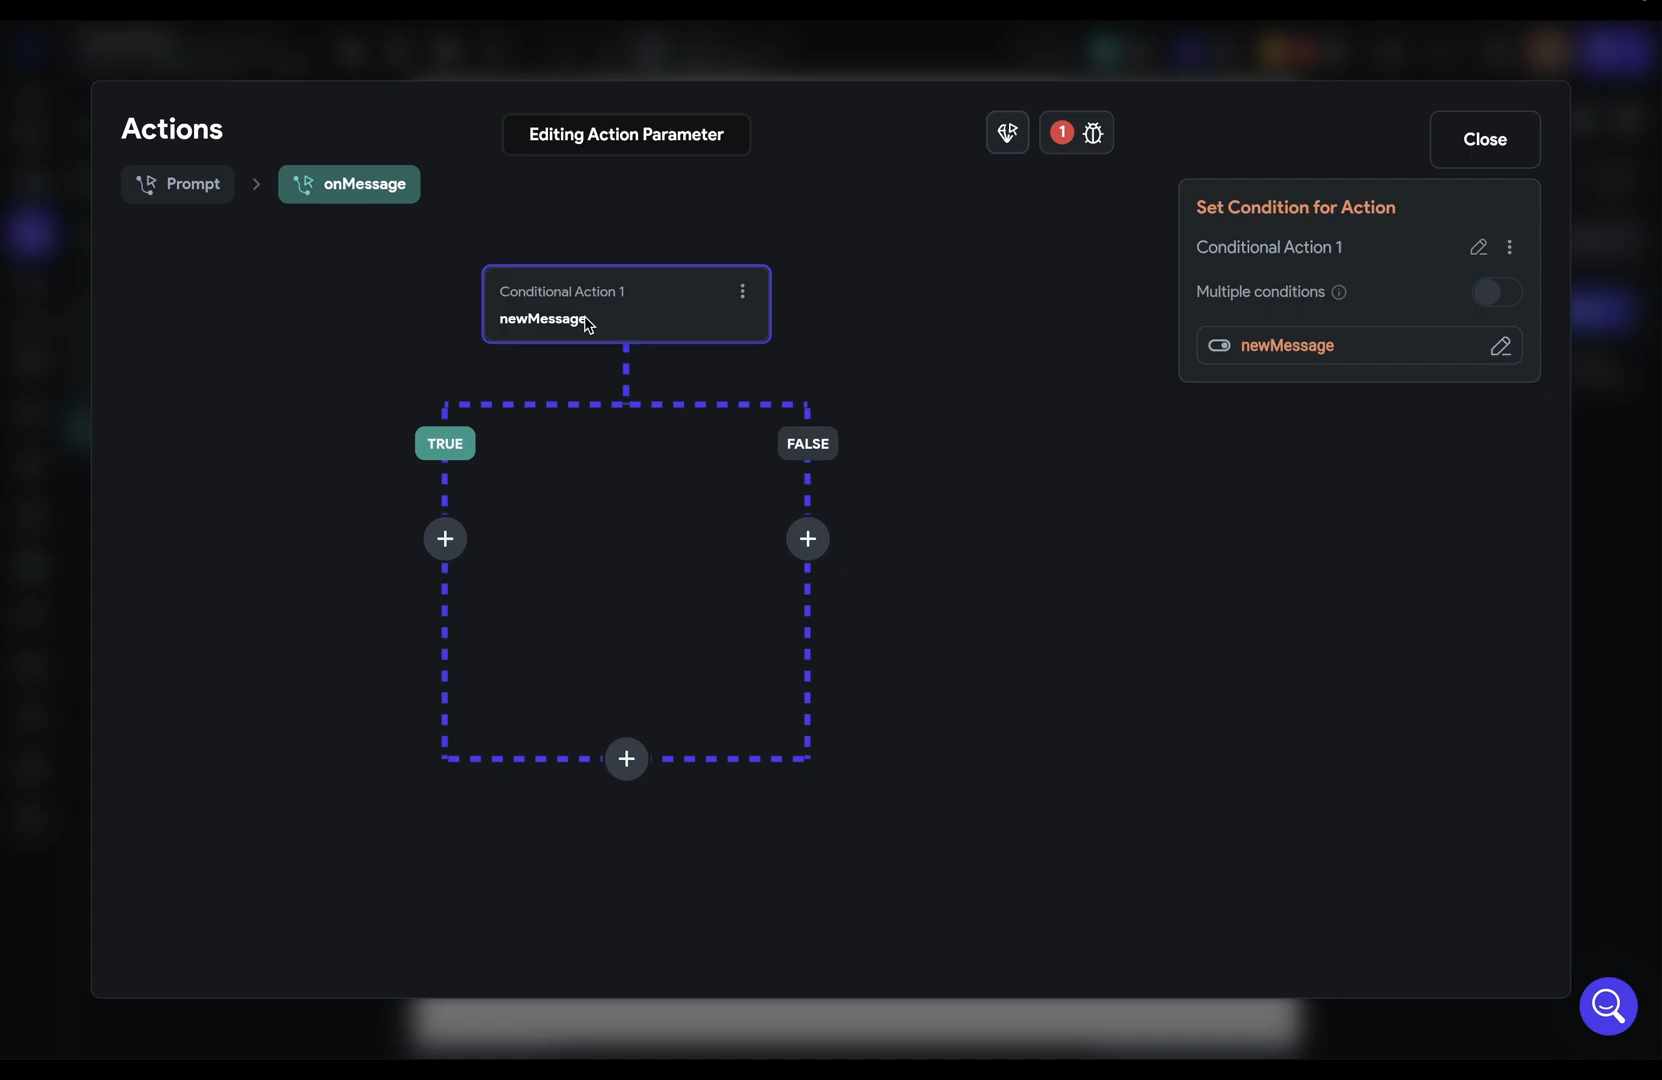 Actions
Editing Action Parameter
1
Close
Prompt
onMessage
Set Condition for Action
Conditional Action 1
Multiple conditions
newMessage
Conditional Action 1
newMessage
TRUE
FALSE